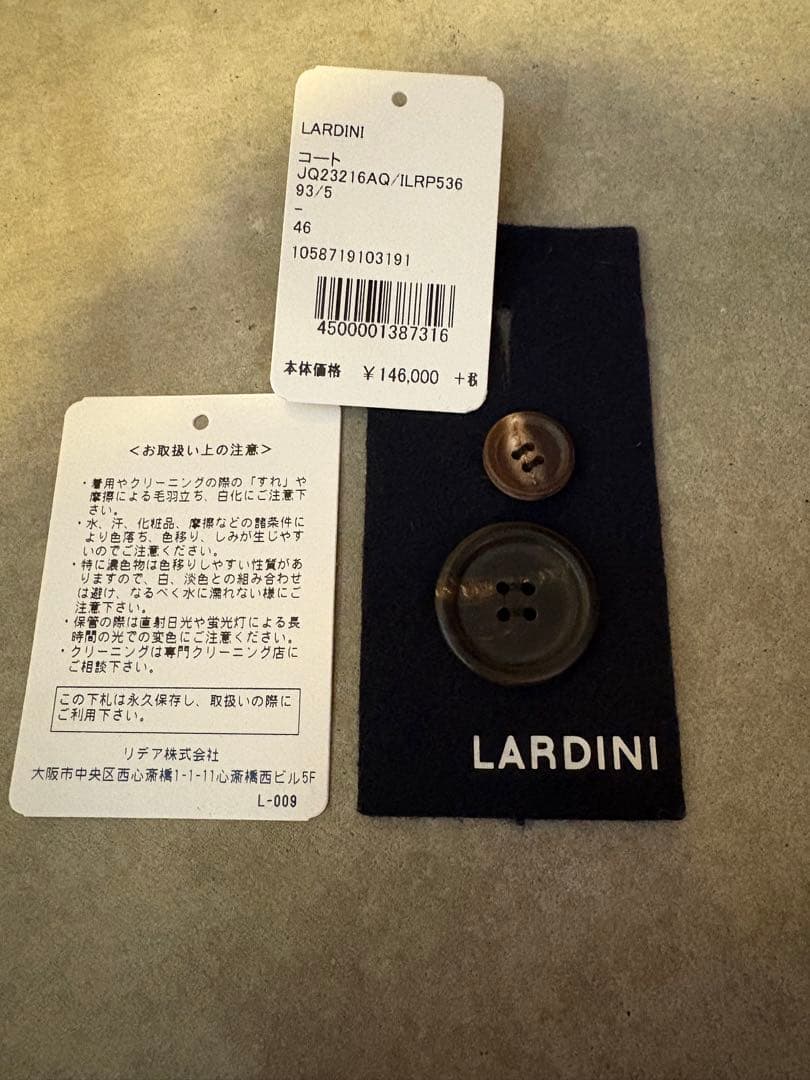 LARDINI
コート
JQ23216AQ/ILRP536
93/5
-
46
1058719103191
4500001387316
本体価格 ¥146,000 +税
<お取扱い上の注意>
・着用やクリーニングの際の「すれ」や
摩擦による毛羽立ち、白化にご注意下
さい。
・水、汗、化粧品、摩擦などの諸条件に
より色落ち、色移り、しみが生じやす
いのでご注意ください。
・特に濃色物は色移りしやすい性質があ
りますので、白、淡色との組み合わせ
は避け、なるべく水に濡れない様にご
注意下さい。
・保管の際は直射日光や蛍光灯による長
時間の光での変色にご注意ください。
・クリーニングは専門クリーニング店に
ご相談下さい。
この下札は永久保存し、取扱いの際に
ご利用下さい。
リデア株式会社
大阪市中央区西心斎橋1-1-11心斎橋西ビル5F
L-009
LARDINI